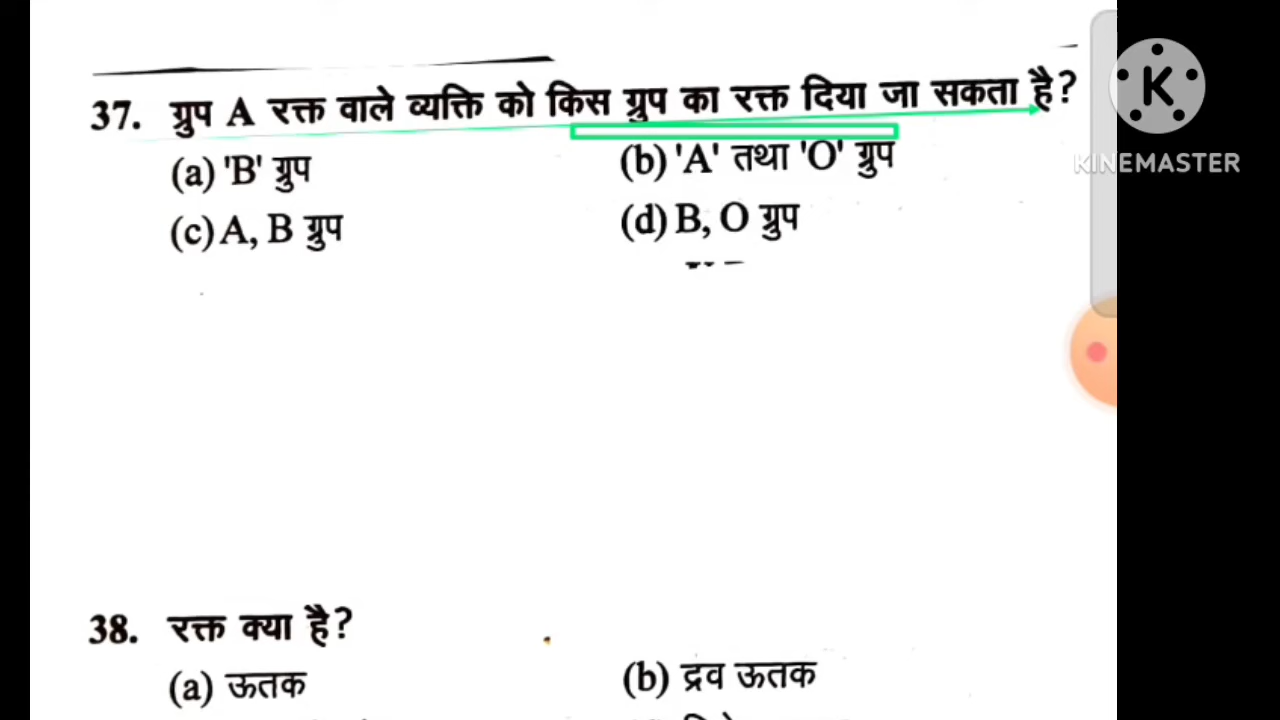 37. ग्रुप A रक्त वाले व्यक्ति को किस ग्रुप का रक्त दिया जा सकता है?
(a) 'B' ग्रुप
(b) 'A' तथा 'O' ग्रुप
(c) A, B ग्रुप
(d) B, O ग्रुप
K
KINEMASTER
38. रक्त क्या है?
(a) ऊतक
(b) द्रव ऊतक